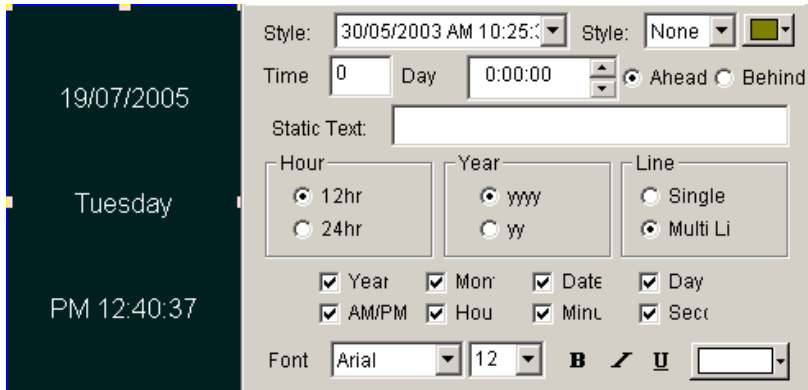 19/07/2005
Tuesday
PM 12:40:37
Style: 30/05/2003 AM 10:25:3 Style: None
Time 0 Day 0:00:00 Ahead Behind
Static Text:
Hour Year Line
12hr yyyy Single
24hr yy Multi Li
Year Mon Date Day
AM/PM Hou Minu Seco
Font Arial 12 B I U